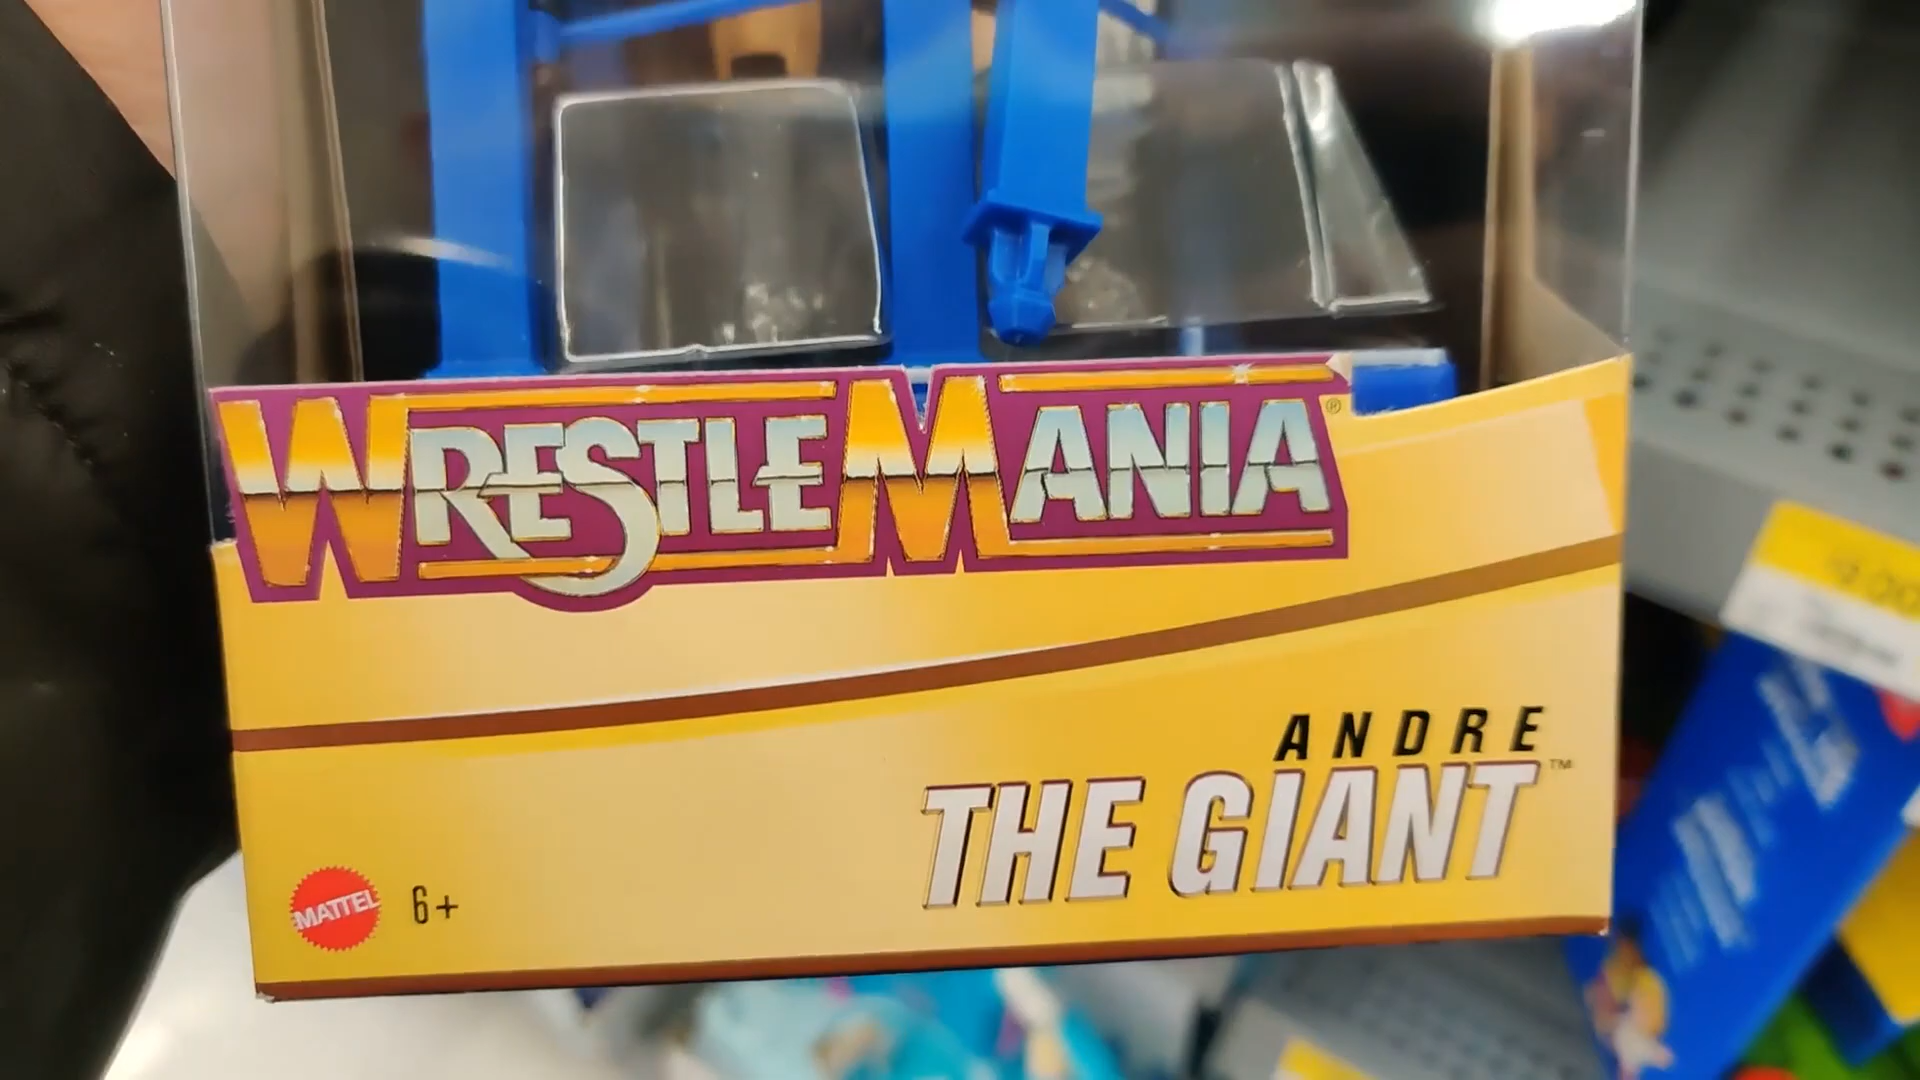 WRESTLEMANIA®
ANDRE
THE GIANT™
MATTEL
6+